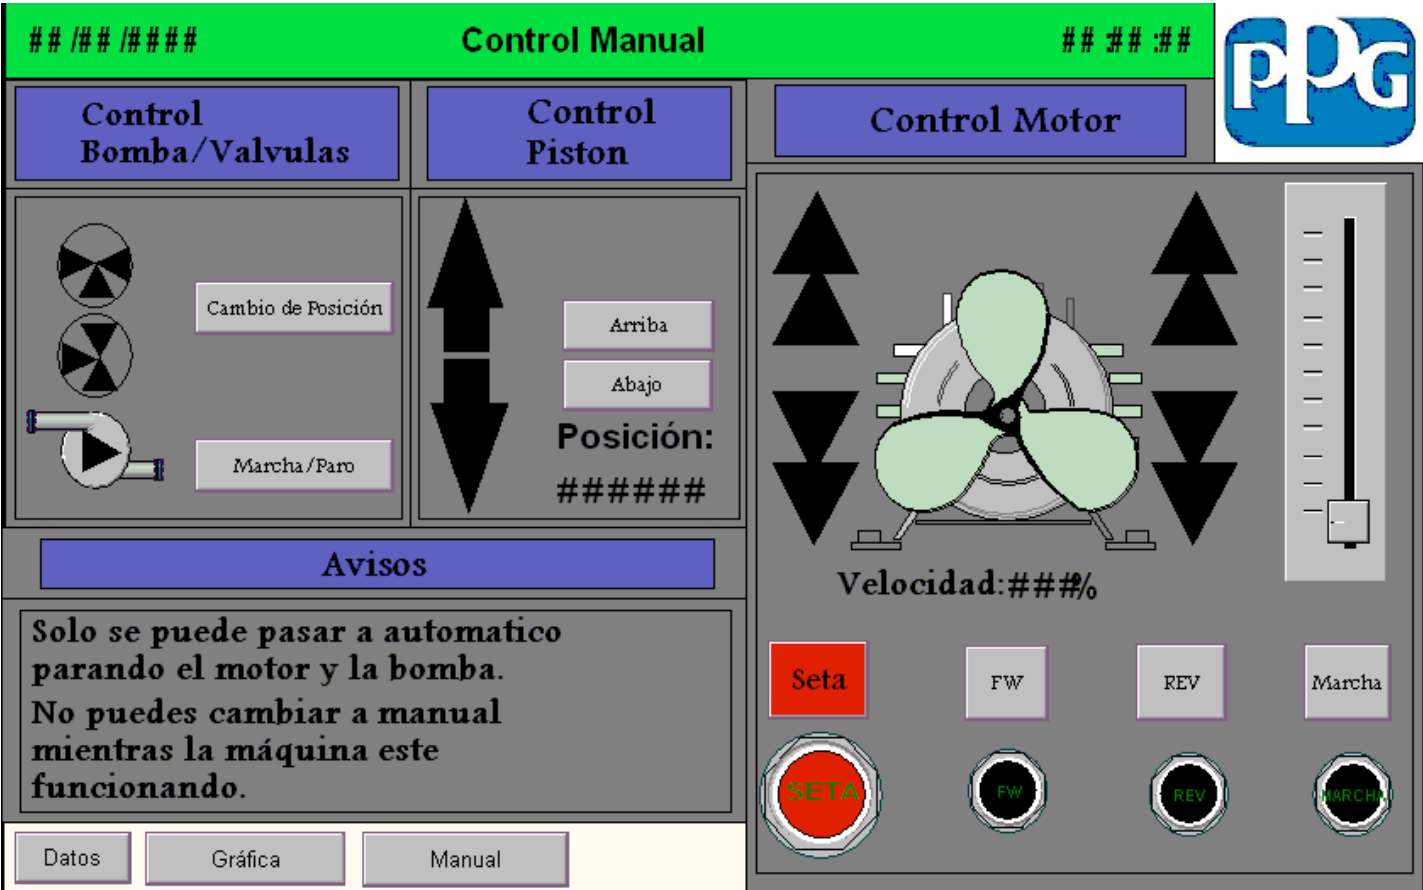 ## /## /####
Control Manual
## :## :##
PPG
Control
Bomba/Valvulas
Control
Piston
Control Motor
Cambio de Posición
Marcha/Paro
Arriba
Abajo
Posición:
######
Velocidad:###%
Avisos
Solo se puede pasar a automatico
parando el motor y la bomba.
No puedes cambiar a manual
mientras la máquina este
funcionando.
Seta
FW
REV
Marcha
SETA
FW
REV
MARCHA
Datos
Gráfica
Manual